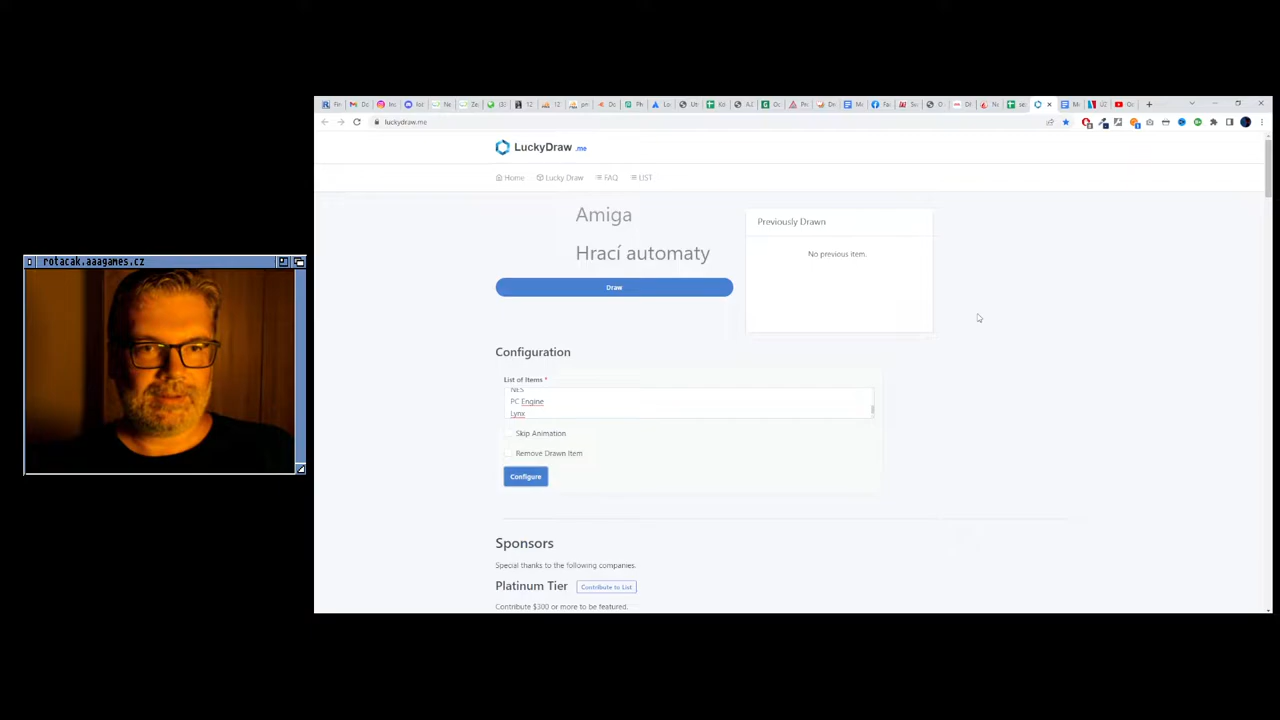 rotacak.aaagames.cz
luckydraw.me
LuckyDraw .me
Home
Lucky Draw
FAQ
LIST
Amiga
Hrací automaty
Draw
Previously Drawn
No previous item.
Configuration
List of Items *
NES
PC Engine
Lynx
Skip Animation
Remove Drawn Item
Configure
Sponsors
Special thanks to the following companies.
Platinum Tier
Contribute to List
Contribute $300 or more to be featured.